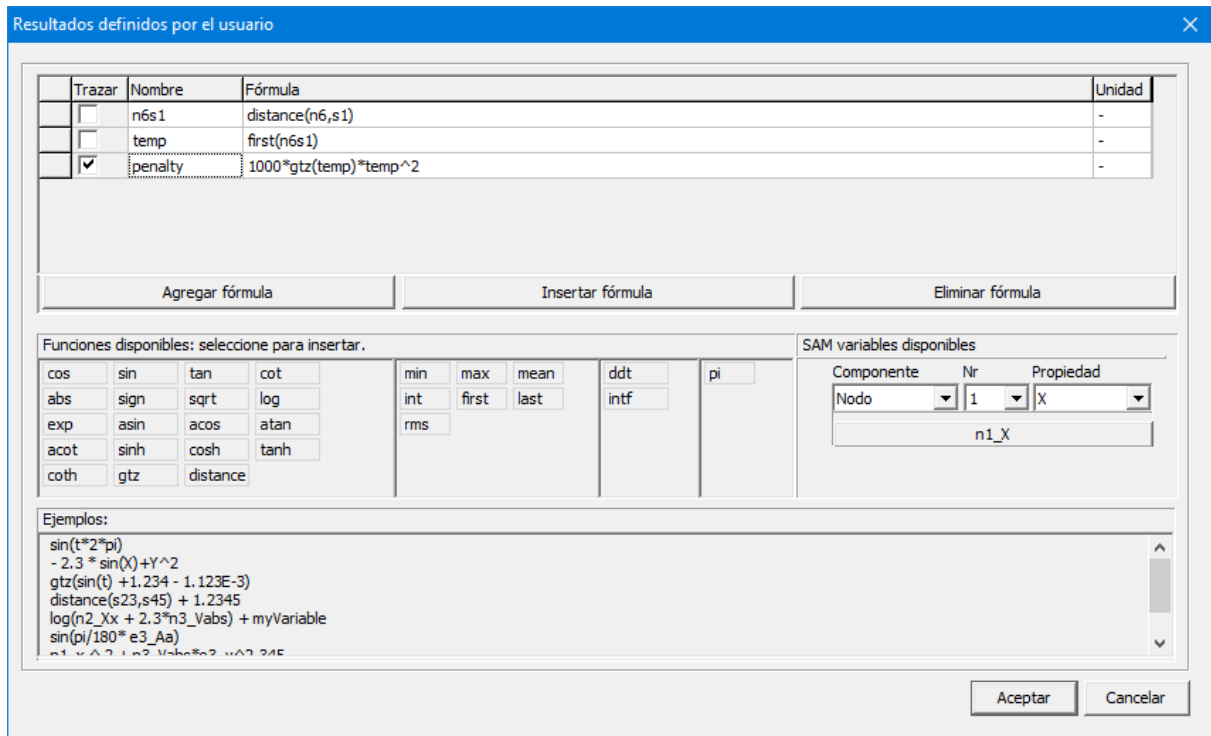 Resultados definidos por el usuario
Trazar Nombre Fórmula Unidad
n6s1 distance(n6,s1) -
temp first(n6s1) -
penalty 1000*gtz(temp)*temp^2 -
Agregar fórmula Insertar fórmula Eliminar fórmula
Funciones disponibles: seleccione para insertar. SAM variables disponibles
cos sin tan cot min max mean ddt pi Componente Nr Propiedad
abs sign sqrt log int first last intf Nodo 1 X
exp asin acos atan rms n1_X
acot sinh cosh tanh
coth gtz distance
Ejemplos:
sin(t*2*pi)
- 2.3 * sin(X)+Y^2
gtz(sin(t) +1.234 - 1.123E-3)
distance(s23,s45) + 1.2345
log(n2_Xx + 2.3*n3_Vabs) + myVariable
sin(pi/180* e3_Aa)
Aceptar Cancelar